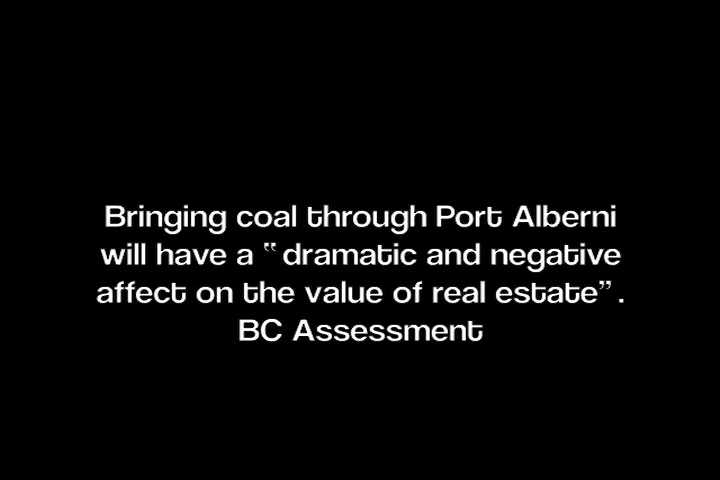 Bringing coal through Port Alberni
will have a “ dramatic and negative
affect on the value of real estate”.
BC Assessment